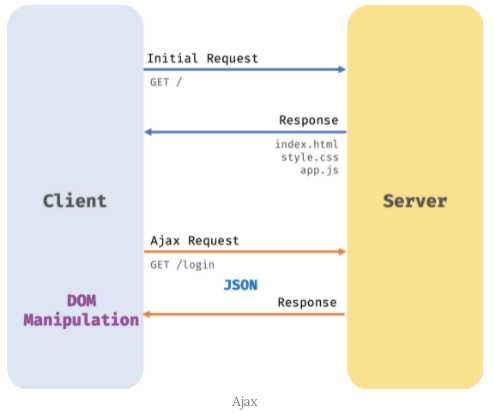 Initial Request
GET /
Response
index.html
style.css
app.js
Client
Server
Ajax Request
GET /login
JSON
DOM
Manipulation
Response
Ajax